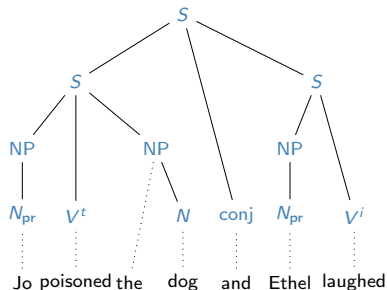 S
S S
NP NP NP
N_pr V^t N conj N_pr V^i
Jo poisoned the dog and Ethel laughed